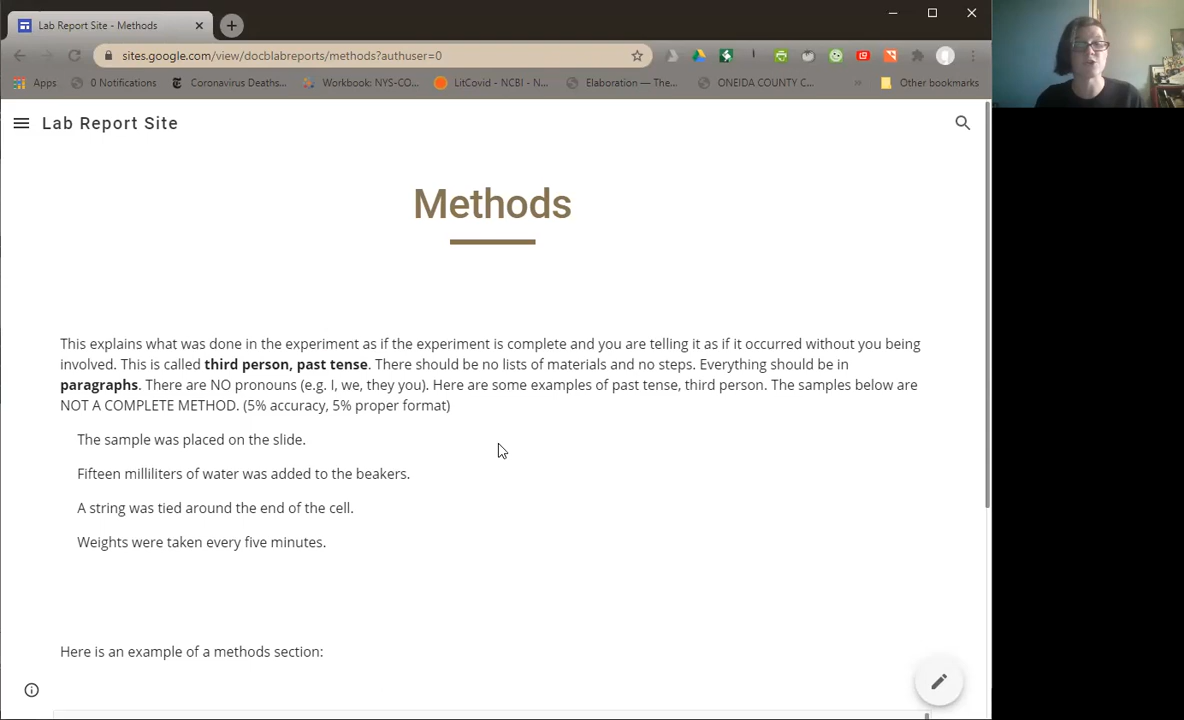 Lab Report Site - Methods
sites.google.com/view/docblabreports/methods?authuser=0
Apps
0 Notifications
Coronavirus Deaths...
Workbook: NYS-CO...
LitCovid - NCBI - N...
Elaboration — The...
ONEIDA COUNTY C...
Other bookmarks
Lab Report Site
Methods
This explains what was done in the experiment as if the experiment is complete and you are telling it as if it occurred without you being
involved. This is called third person, past tense. There should be no lists of materials and no steps. Everything should be in
paragraphs. There are NO pronouns (e.g. I, we, they you). Here are some examples of past tense, third person. The samples below are
NOT A COMPLETE METHOD. (5% accuracy, 5% proper format)
The sample was placed on the slide.
Fifteen milliliters of water was added to the beakers.
A string was tied around the end of the cell.
Weights were taken every five minutes.
Here is an example of a methods section: